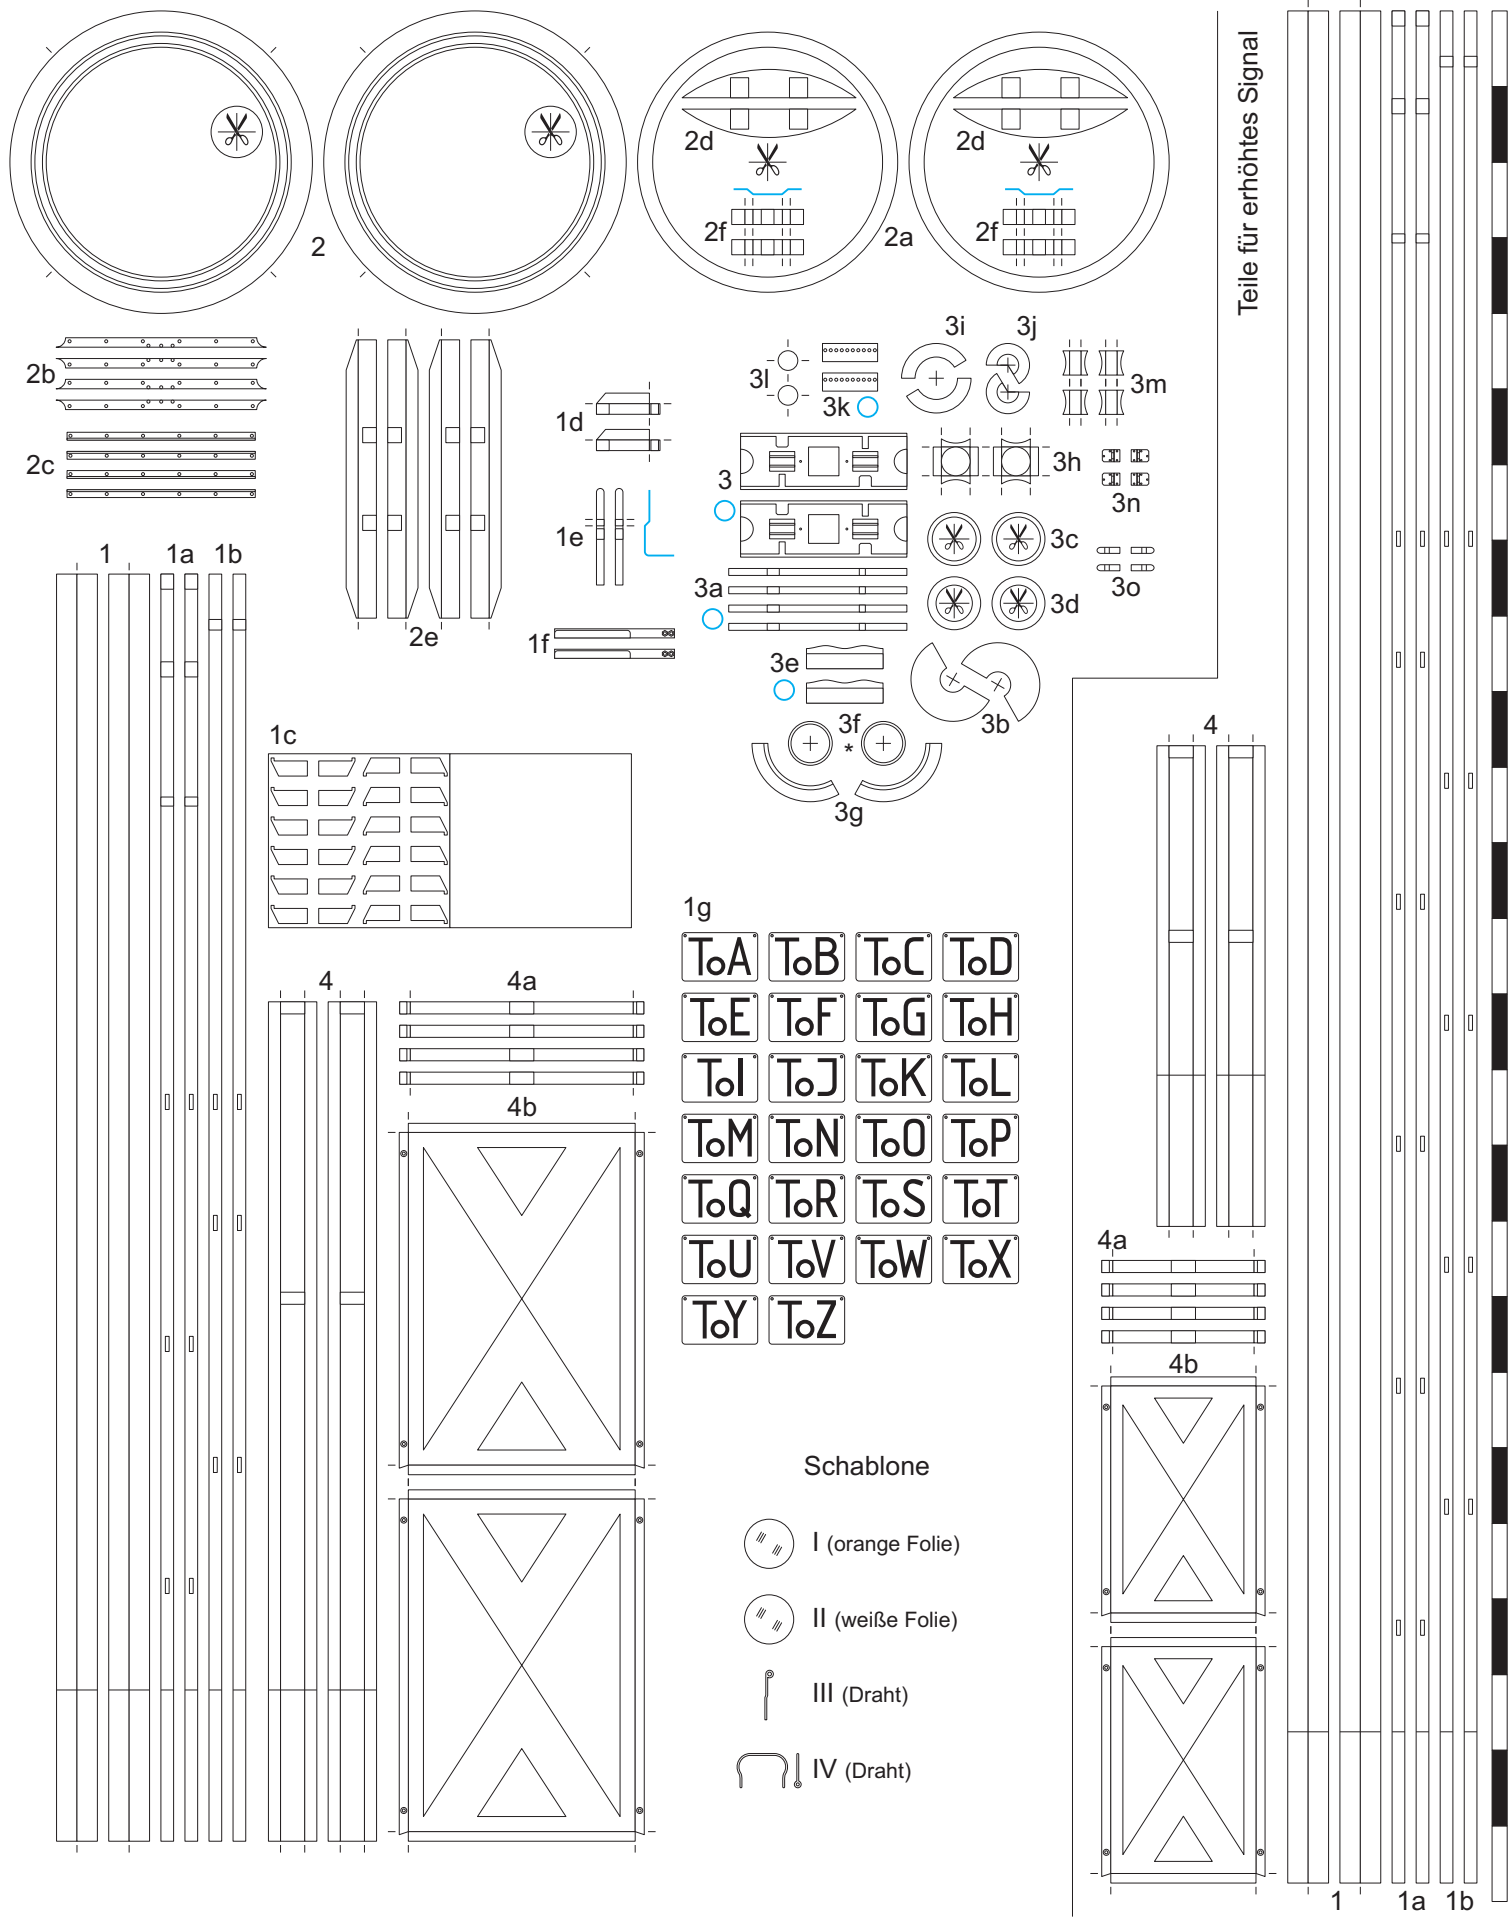 2
2d
2f
2a
2d
2f
Teile für erhöhtes Signal
2b
2c
2e
1d
1e
1f
3l
3k
3i
3j
3m
3
3h
3n
3a
3c
3d
3o
3e
3b
3f
*
3g
1
1a
1b
1c
4
4a
4b
1g
ToA ToB ToC ToD
ToE ToF ToG ToH
ToI ToJ ToK ToL
ToM ToN ToO ToP
ToQ ToR ToS ToT
ToU ToV ToW ToX
ToY ToZ
Schablone
I (orange Folie)
II (weiße Folie)
III (Draht)
IV (Draht)
4
4a
4b
1
1a
1b